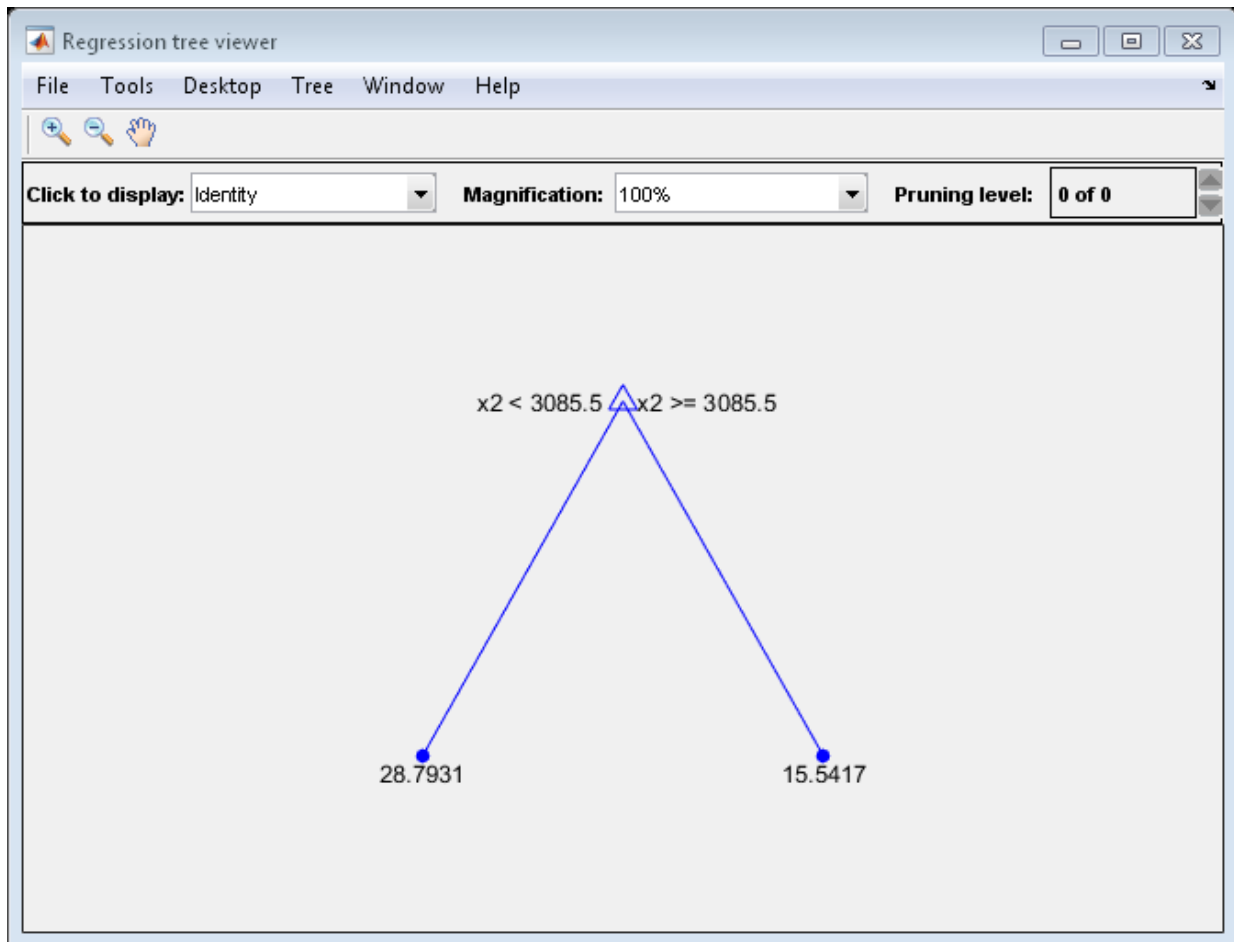 Regression tree viewer
File Tools Desktop Tree Window Help
Click to display: Identity Magnification: 100% Pruning level: 0 of 0
x2 < 3085.5 x2 >= 3085.5
28.7931 15.5417